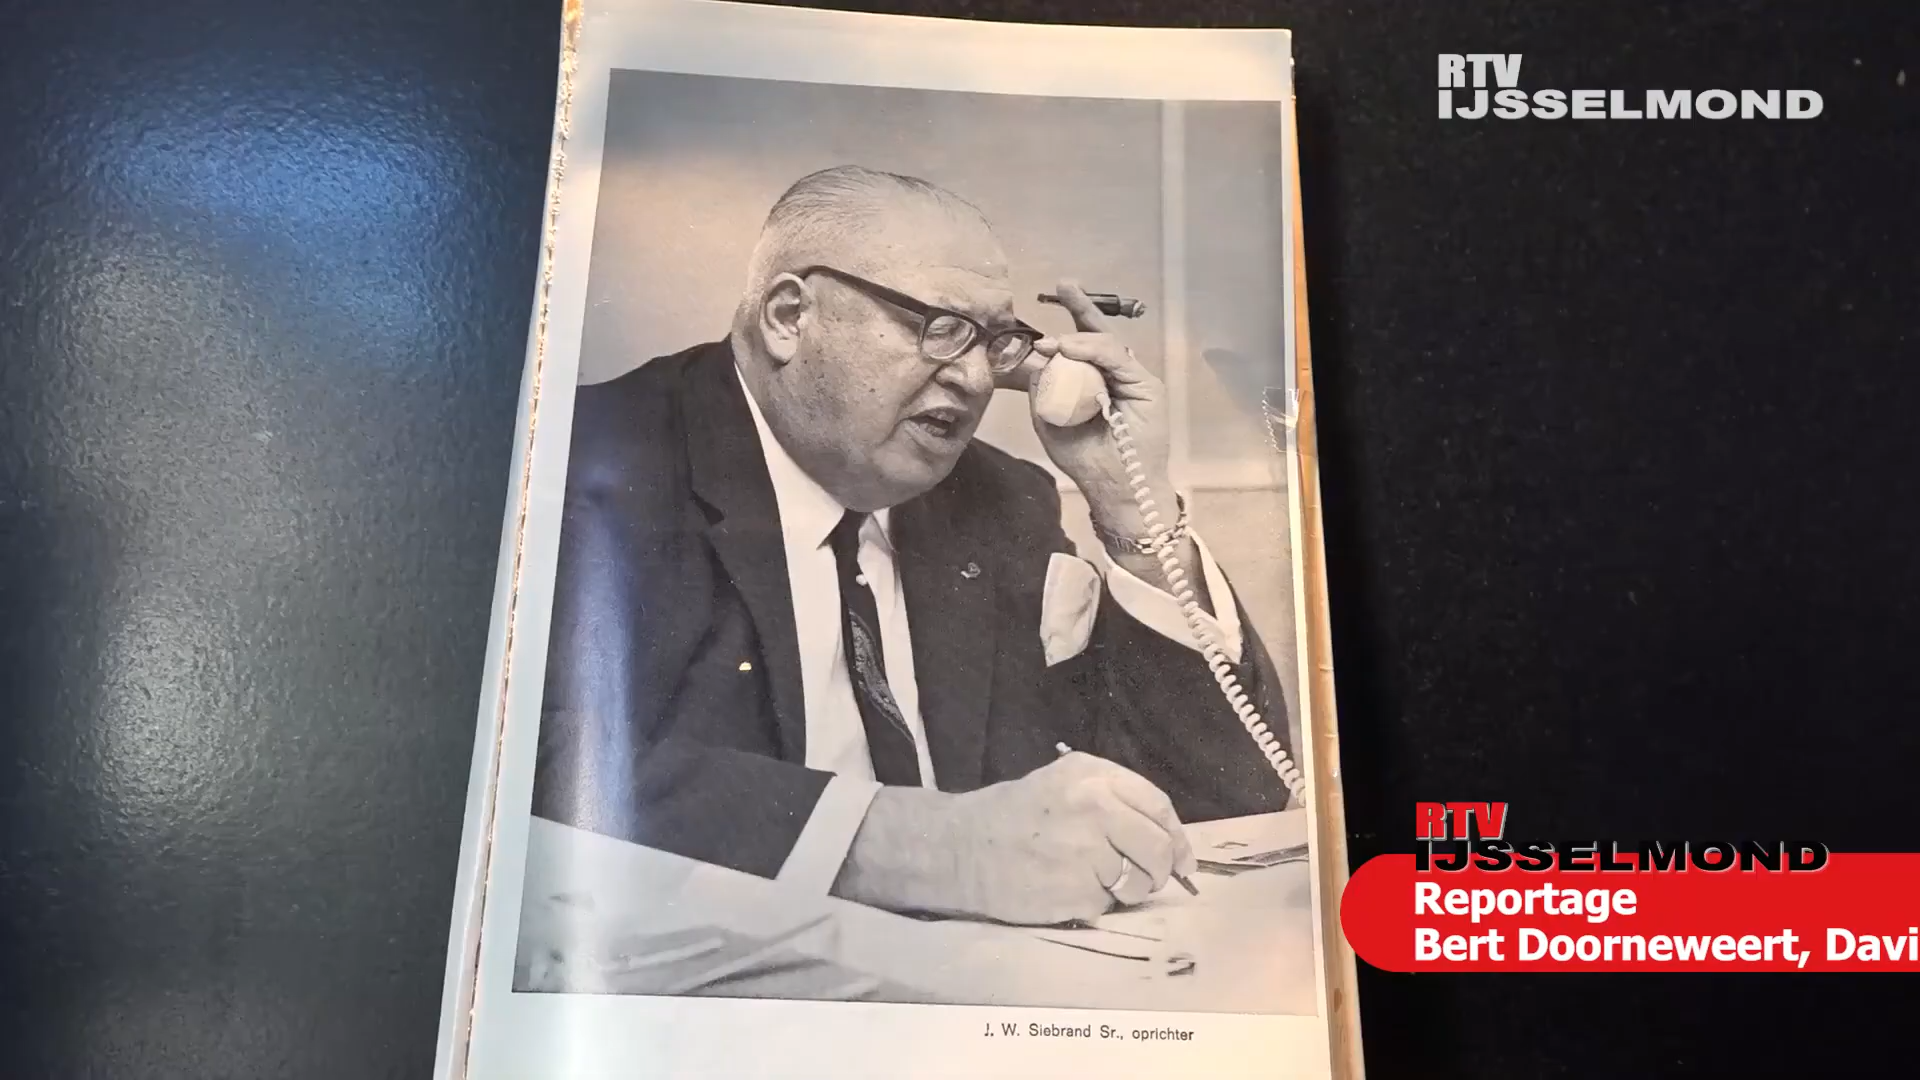 RTV
IJSSELMOND
J. W. Siebrand Sr., oprichter
RTV
IJSSELMOND
Reportage
Bert Doorneweert, Davi